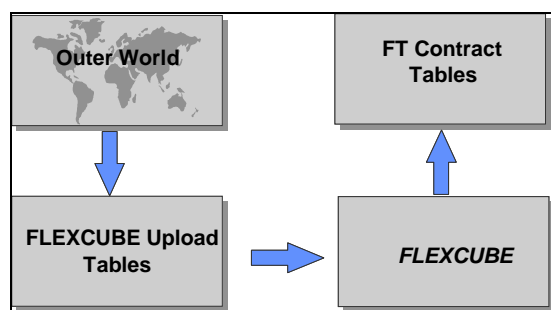 Outer World
FT Contract
Tables
FLEXCUBE Upload
Tables
FLEXCUBE